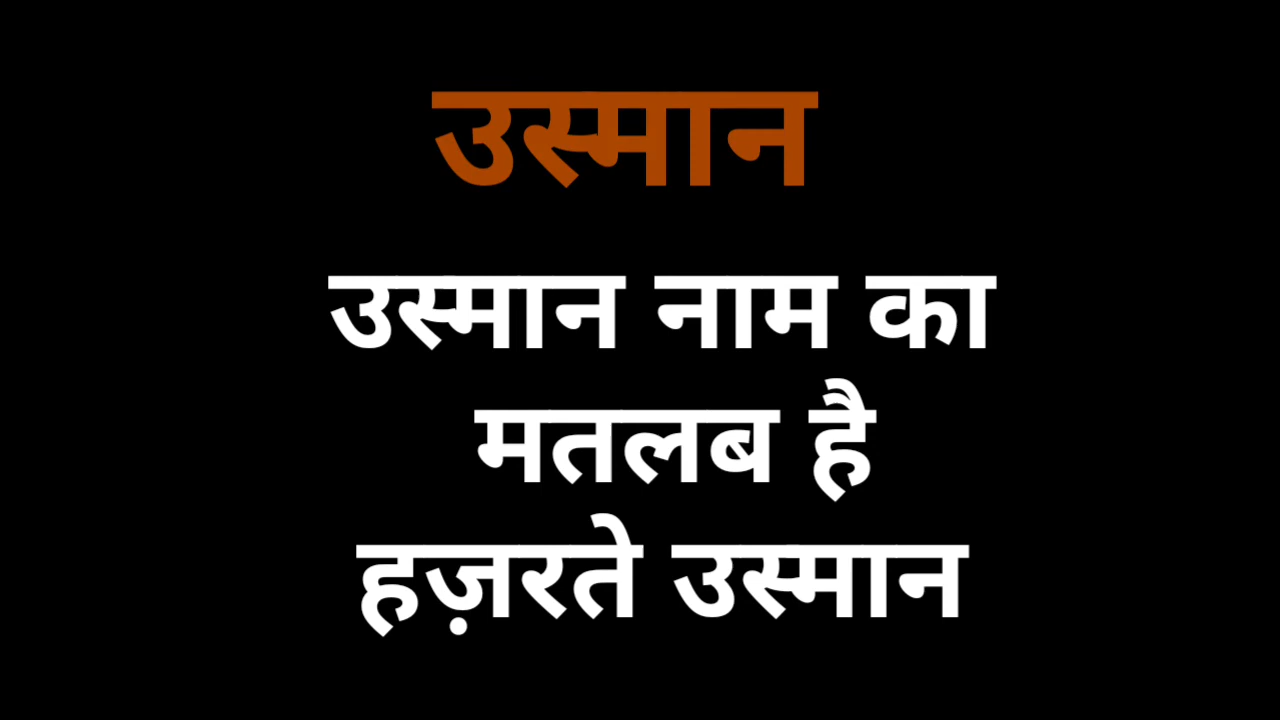 उस्मान
उस्मान नाम का
मतलब है
हज़रते उस्मान